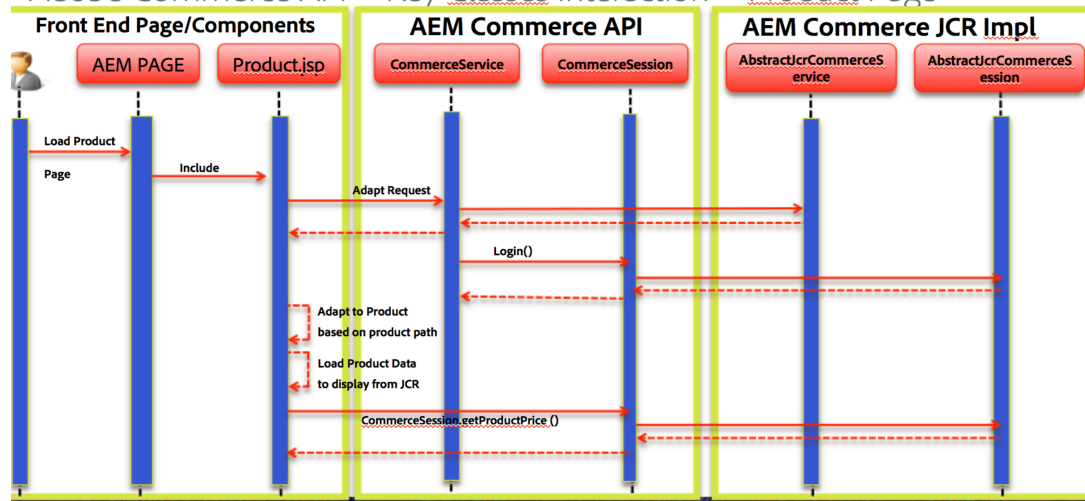 Front End Page/Components
AEM Commerce API
AEM Commerce JCR Impl
AEM PAGE
Product.jsp
CommerceService
CommerceSession
AbstractJcrCommerceS
ervice
AbstractJcrCommerceS
ession
Load Product
Page
Include
Adapt Request
Login()
Adapt to Product
based on product path
Load Product Data
to display from JCR
CommerceSession.getProductPrice ()